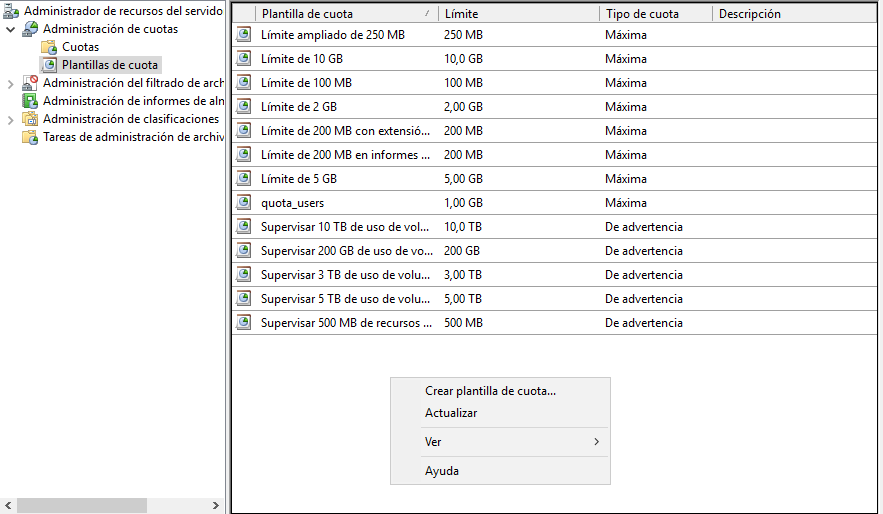 Administrador de recursos del servido
Administración de cuotas
Cuotas
Plantillas de cuota
Administración del filtrado de arch
Administración de informes de aln
Administración de clasificaciones
Tareas de administración de archiv
Plantilla de cuota Límite Tipo de cuota Descripción
Límite ampliado de 250 MB 250 MB Máxima
Límite de 10 GB 10,0 GB Máxima
Límite de 100 MB 100 MB Máxima
Límite de 2 GB 2,00 GB Máxima
Límite de 200 MB con extensió... 200 MB Máxima
Límite de 200 MB en informes ... 200 MB Máxima
Límite de 5 GB 5,00 GB Máxima
quota_users 1,00 GB Máxima
Supervisar 10 TB de uso de vol... 10,0 TB De advertencia
Supervisar 200 GB de uso de vo... 200 GB De advertencia
Supervisar 3 TB de uso de volu... 3,00 TB De advertencia
Supervisar 5 TB de uso de volu... 5,00 TB De advertencia
Supervisar 500 MB de recursos ... 500 MB De advertencia
Crear plantilla de cuota...
Actualizar
Ver
Ayuda